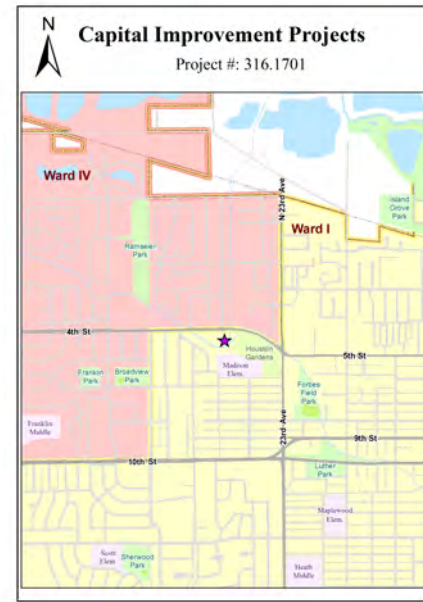 N
Capital Improvement Projects
Project #: 316.1701
Ward IV
N 23rd Ave
Ward I
Island
Grove
Park
Ramseier
Park
4th St
Houston
Gardens
5th St
Madison
Elem.
Franklin
Park
Broadview
Park
Forbes
Field
Park
Franklin
Middle
23rd Ave
9th St
10th St
Luther
Park
Maplewood
Elem.
Scott
Elem.
Sherwood
Park
Heath
Middle